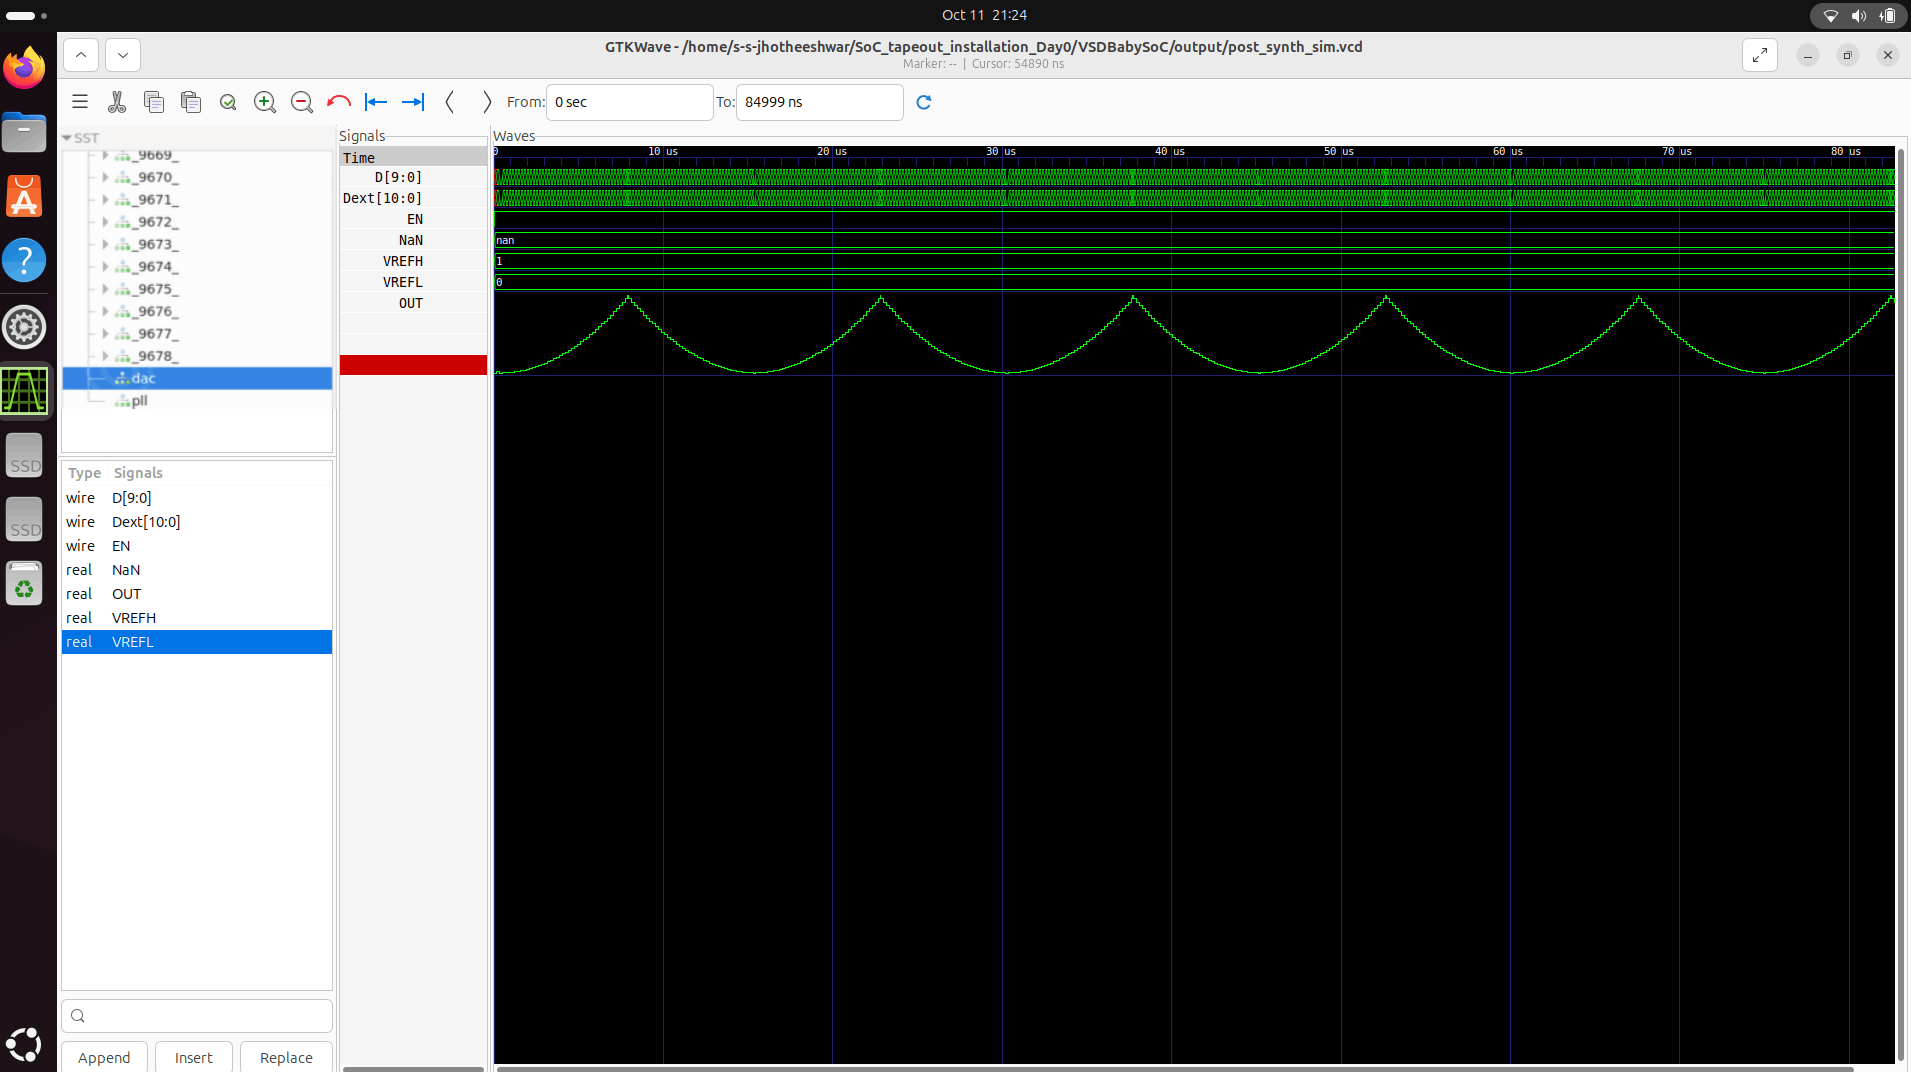 Oct 11 21:24
GTKWave - /home/s-s-jhotheeshwar/SoC_tapeout_installation_Day0/VSDBabySoC/output/post_synth_sim.vcd
Marker: -- | Cursor: 54890 ns
From: 0 sec To: 84999 ns
SST
_9669_
_9670_
_9671_
_9672_
_9673_
_9674_
_9675_
_9676_
_9677_
_9678_
dac
pll
Type Signals
wire D[9:0]
wire Dext[10:0]
wire EN
real NaN
real OUT
real VREFH
real VREFL
Append Insert Replace
Signals
Time
D[9:0]
Dext[10:0]
EN
NaN
VREFH
VREFL
OUT
Waves
0 10 us 20 us 30 us 40 us 50 us 60 us 70 us 80 us
nan
1
0
SSD
SSD